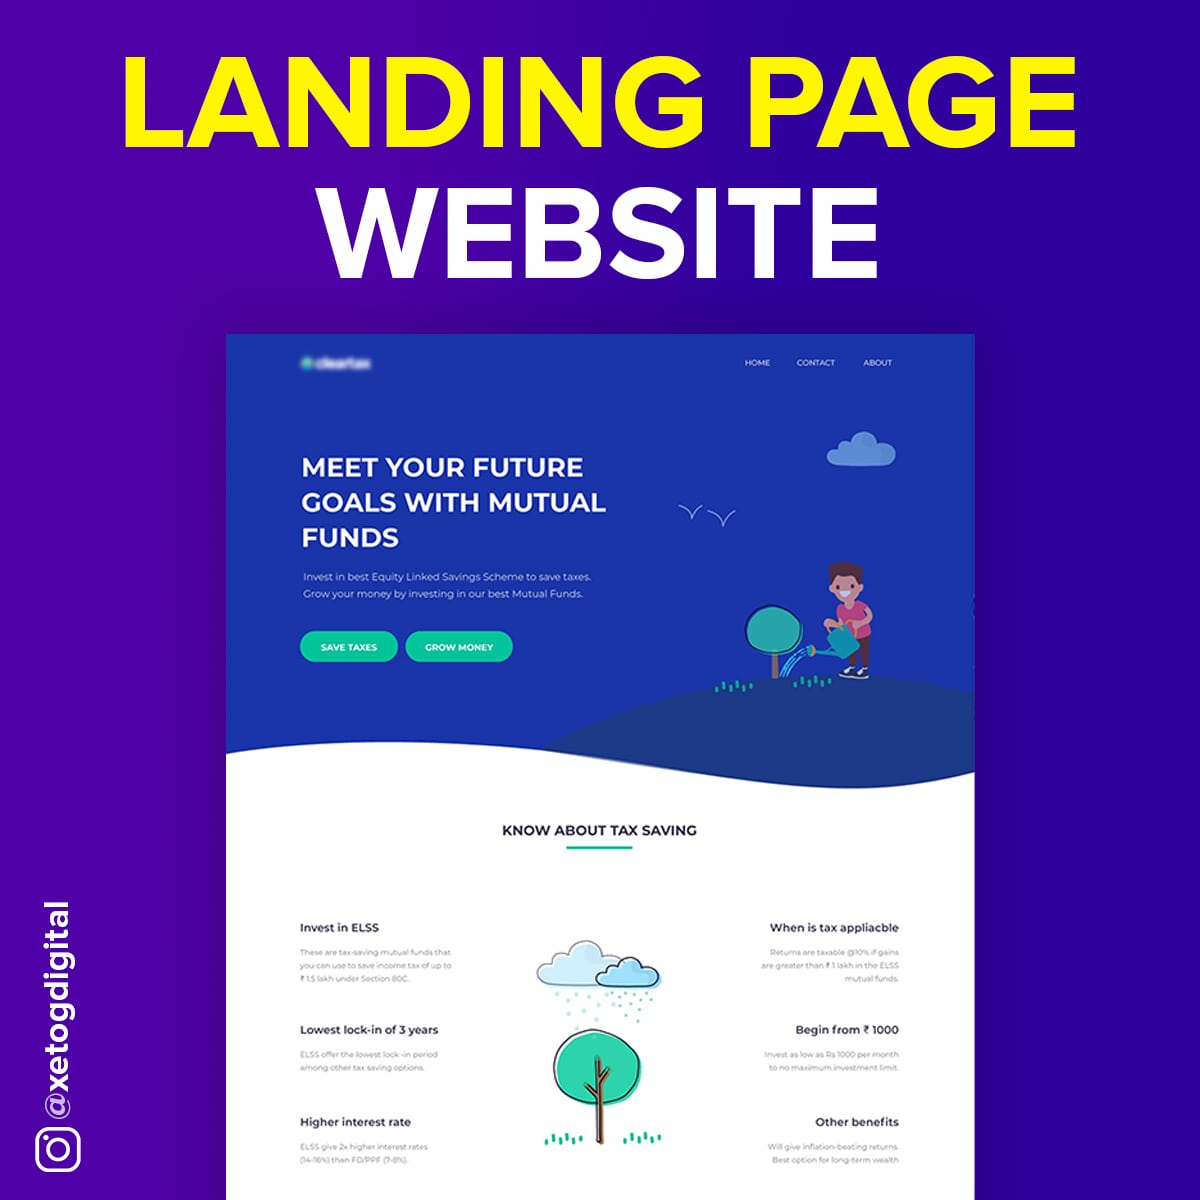 LANDING PAGE
WEBSITE
cleartax
HOME CONTACT ABOUT
MEET YOUR FUTURE
GOALS WITH MUTUAL
FUNDS
Invest in best Equity Linked Savings Scheme to save taxes.
Grow your money by investing in our best Mutual Funds.
SAVE TAXES GROW MONEY
KNOW ABOUT TAX SAVING
Invest in ELSS
These are tax-saving mutual funds that
you can use to save income tax of up to
₹ 1.5 lakh under Section 80C.
Lowest lock-in of 3 years
ELSS offer the lowest lock -in period
among other tax saving options.
Higher interest rate
ELSS give 2x higher interest rates
(14-16%) than FD/PPF (7-8%).
When is tax appliacble
Returns are taxable @10% if gains
are greater than ₹ 1 lakh in the ELSS
mutual funds.
Begin from ₹ 1000
Invest as low as Rs 1000 per month
to no maximum investment limit.
Other benefits
Will give inflation-beating returns.
Best option for long-term wealth
@xetogdigital